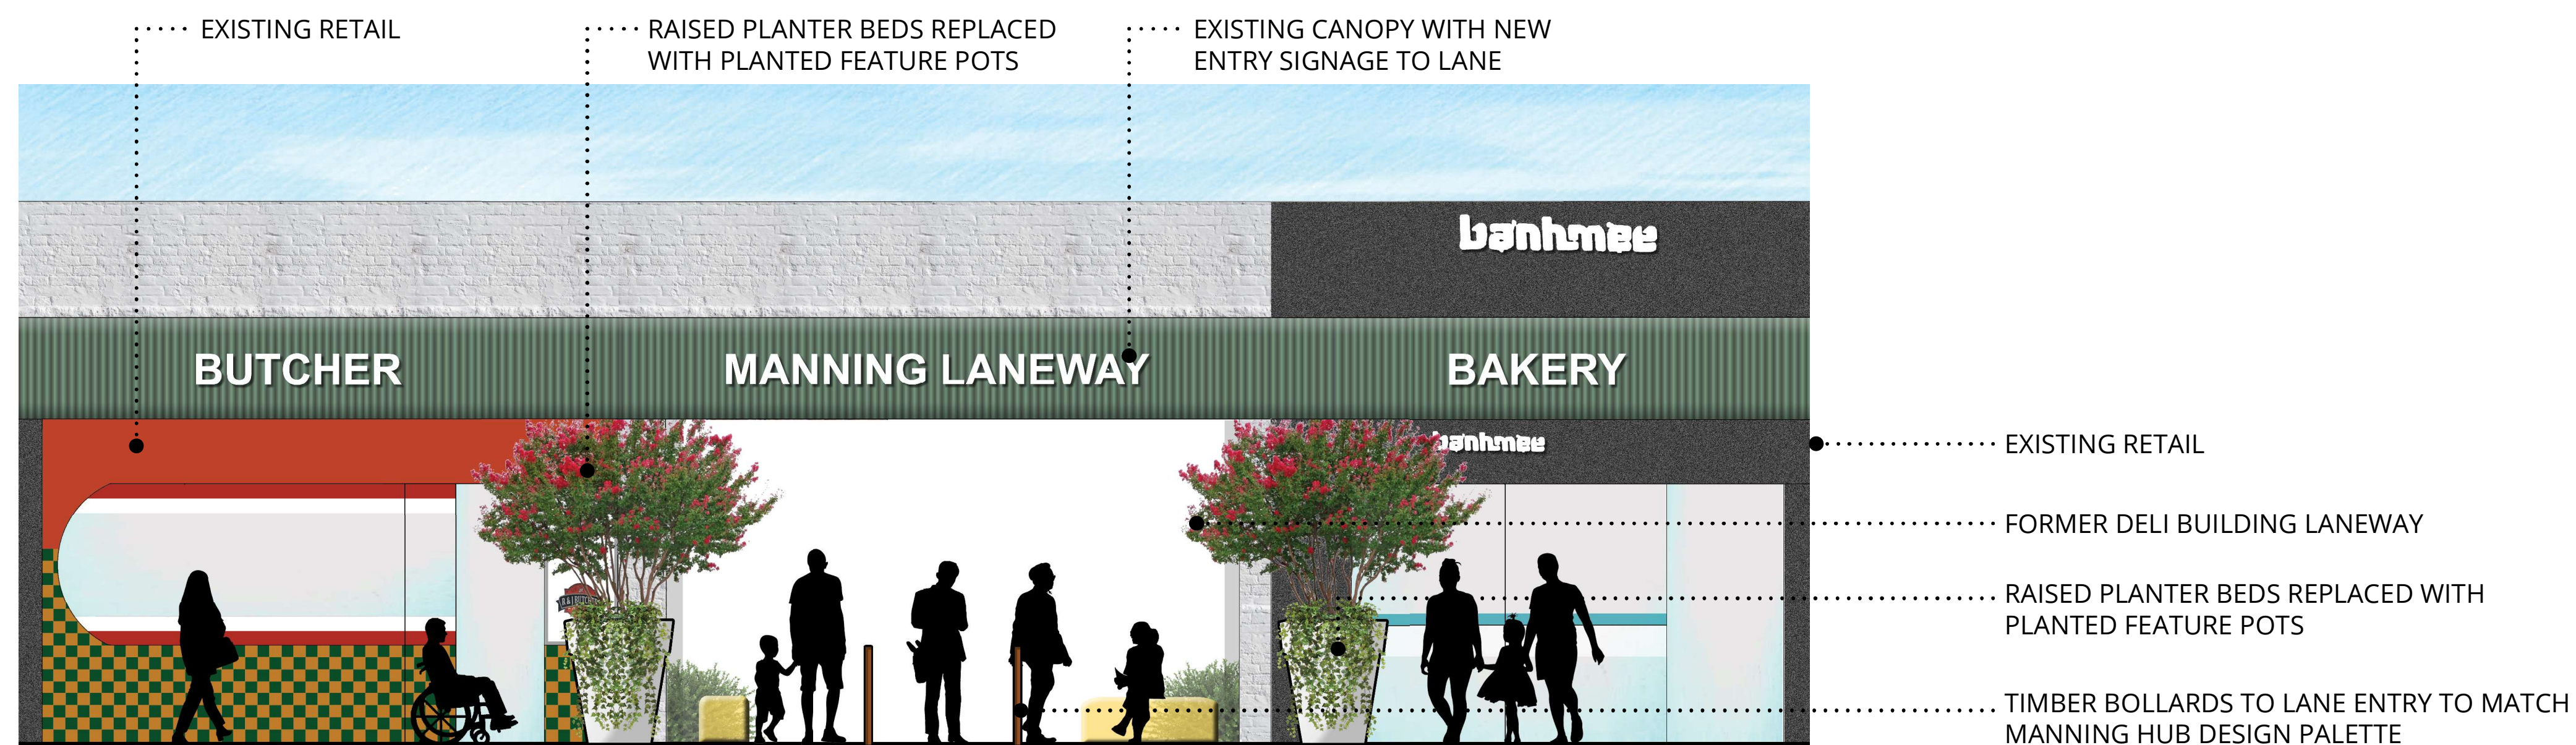 EXISTING RETAIL
RAISED PLANTER BEDS REPLACED
WITH PLANTED FEATURE POTS
EXISTING CANOPY WITH NEW
ENTRY SIGNAGE TO LANE
banhmee
BUTCHER
MANNING LANEWAY
BAKERY
banhmee
EXISTING RETAIL
FORMER DELI BUILDING LANEWAY
RAISED PLANTER BEDS REPLACED WITH
PLANTED FEATURE POTS
TIMBER BOLLARDS TO LANE ENTRY TO MATCH
MANNING HUB DESIGN PALETTE